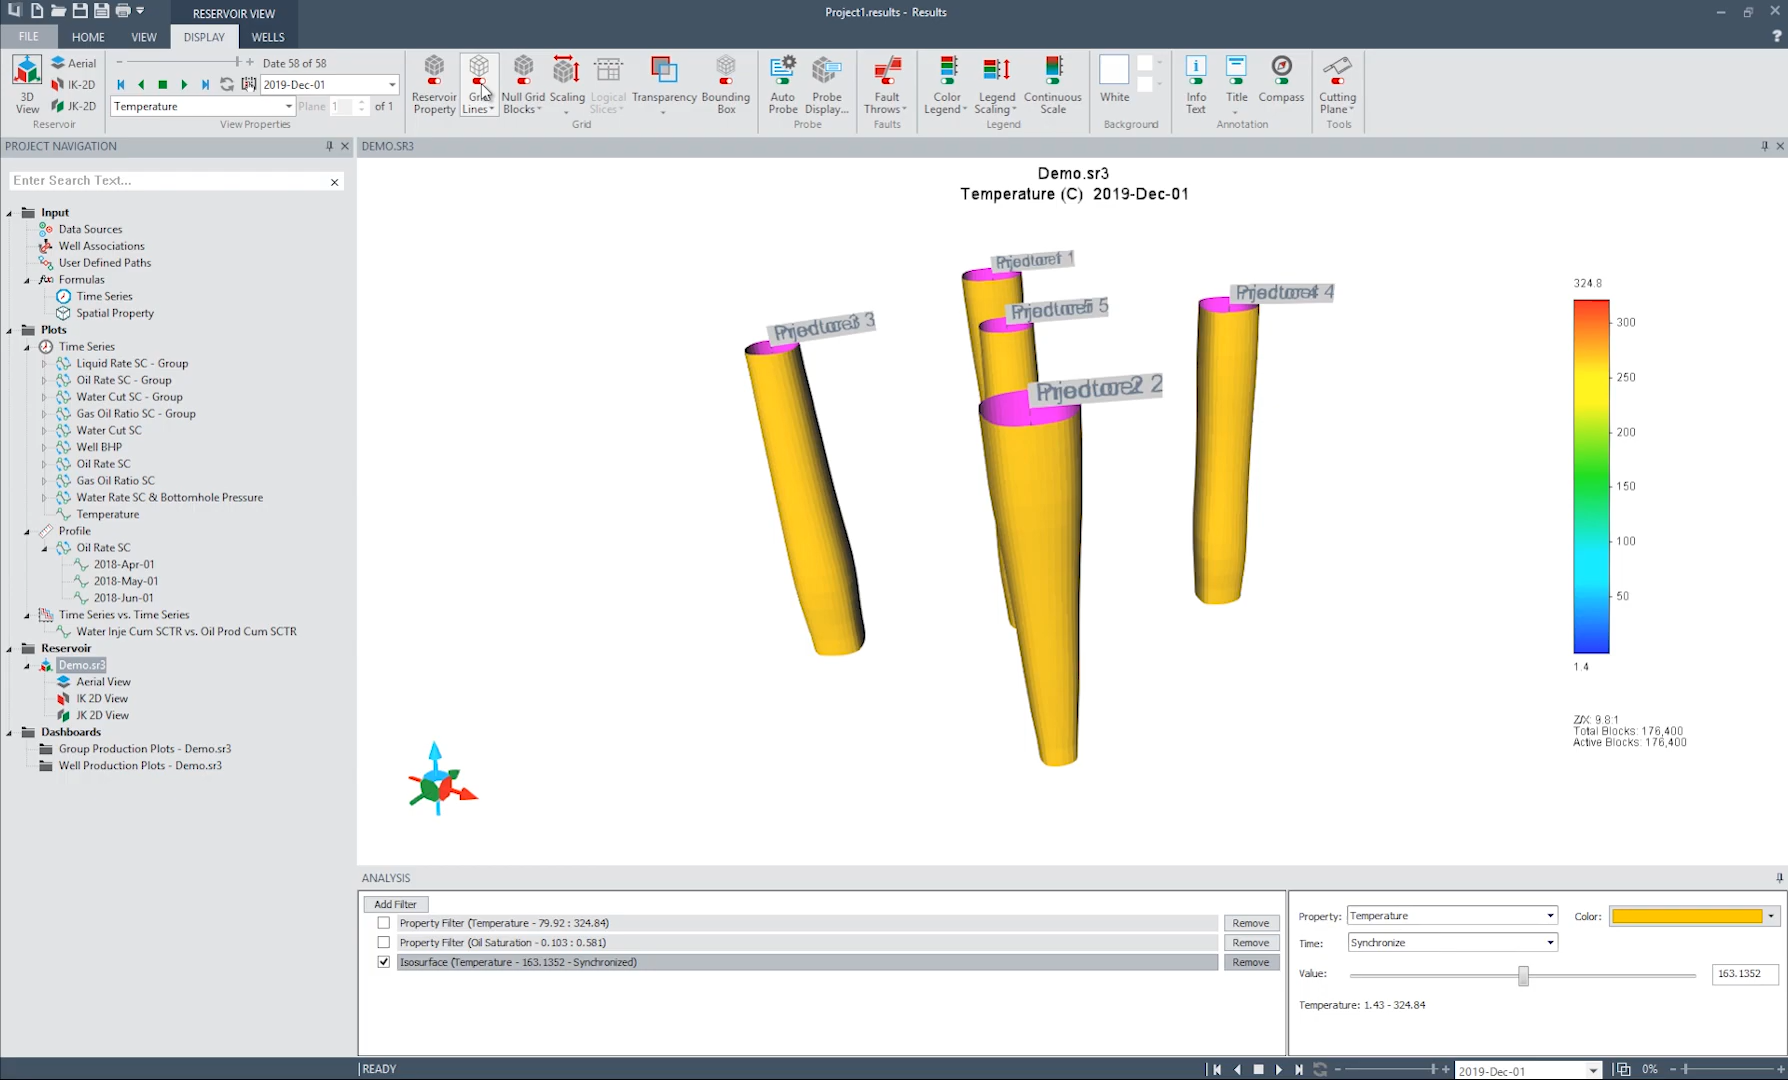 RESERVOIR VIEW
Project1.results - Results
FILE HOME VIEW DISPLAY WELLS
?
3D View
Aerial
IK-2D
JK-2D
Reservoir
Date 58 of 58
2019-Dec-01
Temperature Plane 1 of 1
View Properties
Reservoir Property
Grid Lines
Null Grid Blocks
Scaling
Logical Slices
Transparency
Bounding Box
Grid
Auto Probe
Probe Display...
Probe
Fault Throws
Faults
Color Legend
Legend Scaling
Continuous Scale
Legend
White
Background
Info Text
Title
Compass
Annotation
Cutting Plane
Tools
PROJECT NAVIGATION
Enter Search Text...
Input
Data Sources
Well Associations
User Defined Paths
Formulas
Time Series
Spatial Property
Plots
Time Series
Liquid Rate SC - Group
Oil Rate SC - Group
Water Cut SC - Group
Gas Oil Ratio SC - Group
Water Cut SC
Well BHP
Oil Rate SC
Gas Oil Ratio SC
Water Rate SC & Bottomhole Pressure
Temperature
Profile
Oil Rate SC
2018-Apr-01
2018-May-01
2018-Jun-01
Time Series vs. Time Series
Water Inje Cum SCTR vs. Oil Prod Cum SCTR
Reservoir
Demo.sr3
Aerial View
IK 2D View
JK 2D View
Dashboards
Group Production Plots - Demo.sr3
Well Production Plots - Demo.sr3
DEMO.SR3
Demo.sr3
Temperature (C) 2019-Dec-01
324.8
300
250
200
150
100
50
1.4
Z/X: 9.8:1
Total Blocks: 176,400
Active Blocks: 176,400
ANALYSIS
Add Filter
Property Filter (Temperature - 79.92 : 324.84) Remove
Property Filter (Oil Saturation - 0.103 : 0.581) Remove
Isosurface (Temperature - 163.1352 - Synchronized) Remove
Property: Temperature Color:
Time: Synchronize
Value: 163.1352
Temperature: 1.43 - 324.84
READY
2019-Dec-01
0%